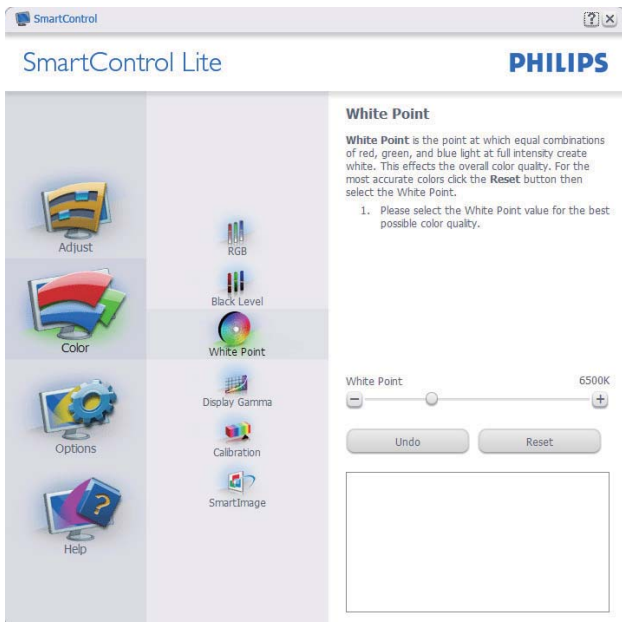 SmartControl
SmartControl Lite
PHILIPS
Adjust
Color
Options
Help
RGB
Black Level
White Point
Display Gamma
Calibration
SmartImage
White Point
White Point is the point at which equal combinations
of red, green, and blue light at full intensity create
white. This effects the overall color quality. For the
most accurate colors click the Reset button then
select the White Point.
1. Please select the White Point value for the best
possible color quality.
White Point 6500K
Undo Reset